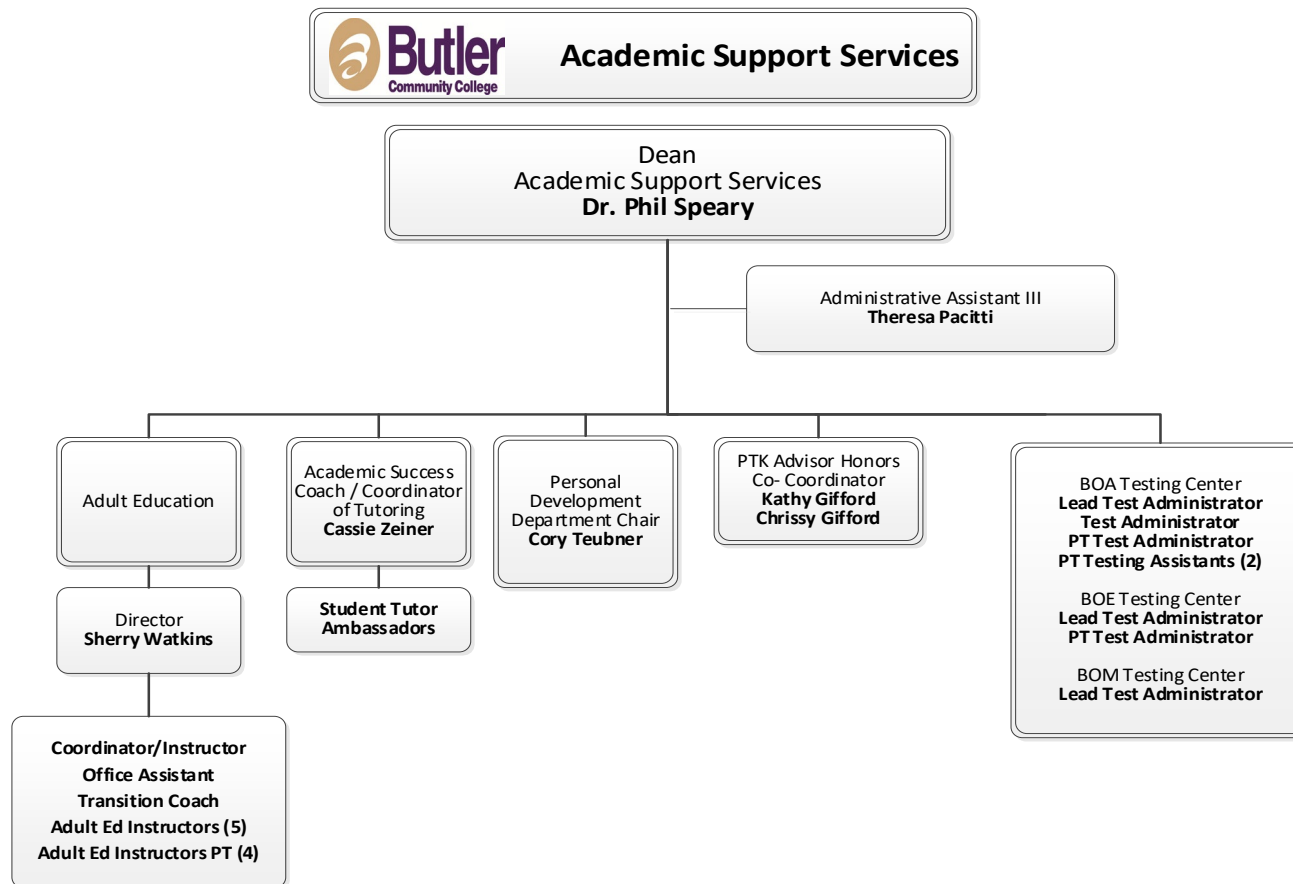 Butler
Community College
Academic Support Services
Dean
Academic Support Services
Dr. Phil Speary
Administrative Assistant III
Theresa Pacitti
Adult Education
Director
Sherry Watkins
Coordinator/Instructor
Office Assistant
Transition Coach
Adult Ed Instructors (5)
Adult Ed Instructors PT (4)
Academic Success
Coach / Coordinator
of Tutoring
Cassie Zeiner
Student Tutor
Ambassadors
Personal
Development
Department Chair
Cory Teubner
PTK Advisor Honors
Co- Coordinator
Kathy Gifford
Chrissy Gifford
BOA Testing Center
Lead Test Administrator
Test Administrator
PT Test Administrator
PT Testing Assistants (2)
BOE Testing Center
Lead Test Administrator
PT Test Administrator
BOM Testing Center
Lead Test Administrator